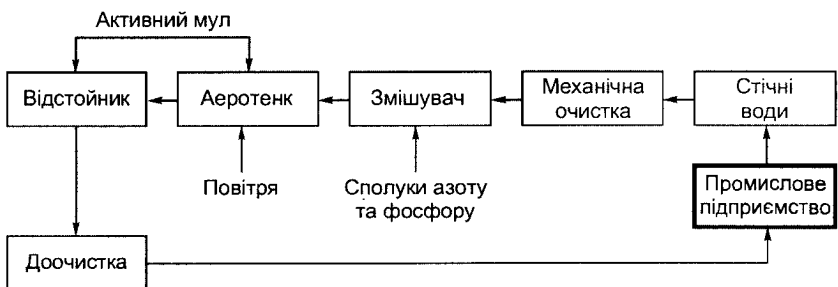 Активний мул
Відстойник
Аеротенк
Змішувач
Механічна
очистка
Стічні
води
Повітря
Сполуки азоту
та фосфору
Промислове
підприємство
Доочистка